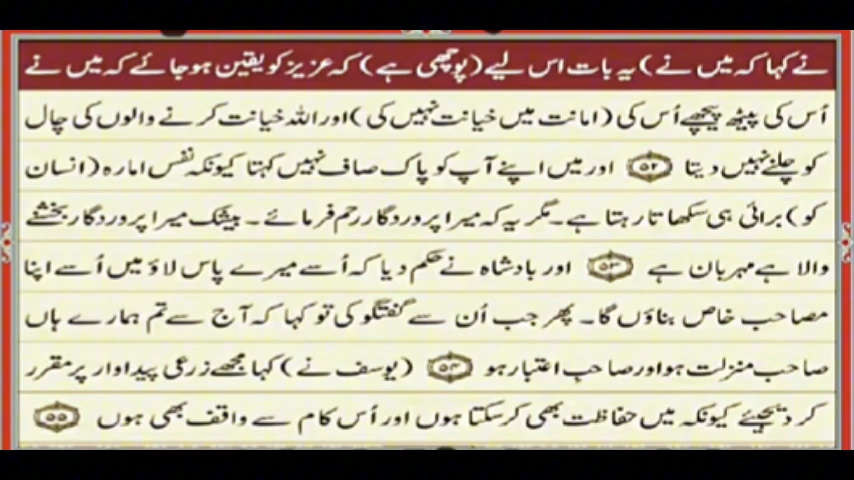 نے کہا کہ میں نے) یہ بات اس لیے (پوچھی ہے) کہ عزیز کو یقین ہو جائے کہ میں نے
اُس کی پیٹھ پیچھے اُس کی (امانت میں خیانت نہیں کی) اور اللہ خیانت کرنے والوں کی چال
کو چلنے نہیں دیتا ۵۲ اور میں اپنے آپ کو پاک صاف نہیں کہتا کیونکہ نفس امارہ (انسان
کو) برائی ہی سکھاتا رہتا ہے۔ مگر یہ کہ میرا پروردگار رحم فرمائے۔ بیشک میرا پروردگار بخشنے
والا ہے مہربان ہے ۵۳ اور بادشاہ نے حکم دیا کہ اُسے میرے پاس لاؤ میں اُسے اپنا
مصاحب خاص بناؤں گا۔ پھر جب اُن سے گفتگو کی تو کہا کہ آج سے تم ہمارے ہاں
صاحب منزلت ہو اور صاحبِ اعتبار ہو ۵۴ (یوسف نے) کہا مجھے زرعی پیداوار پر مقرر
کر دیجیئے کیونکہ میں حفاظت بھی کر سکتا ہوں اور اُس کام سے واقف بھی ہوں ۵۵